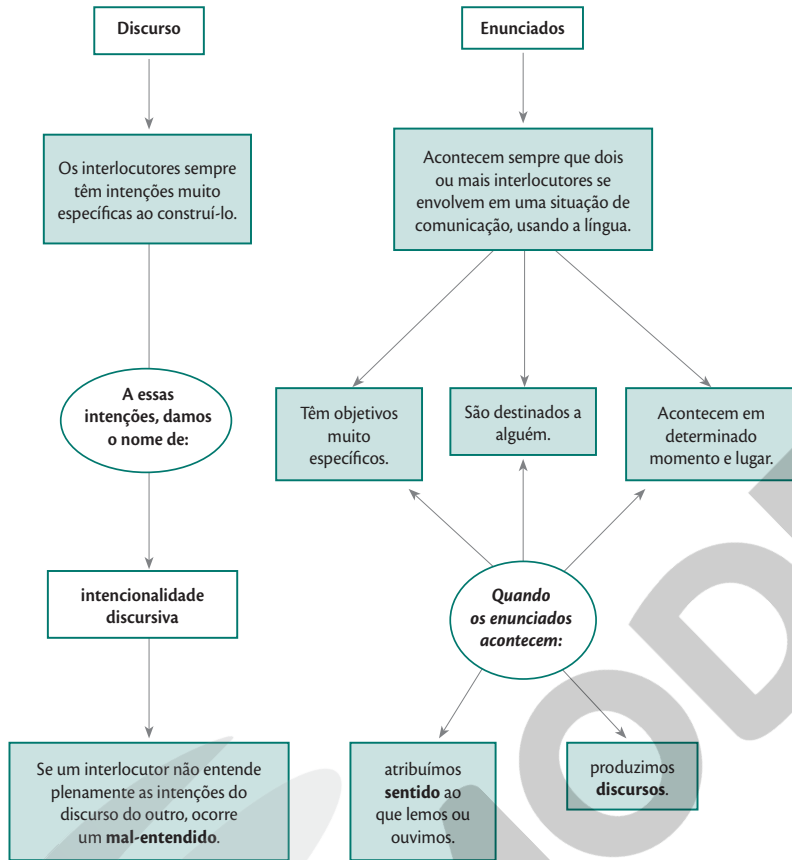 Discurso
Os interlocutores sempre
têm intenções muito
específicas ao construí-lo.
A essas
intenções, damos
o nome de:
intencionalidade
discursiva
Se um interlocutor não entende
plenamente as intenções do
discurso do outro, ocorre
um mal-entendido.
Enunciados
Acontecem sempre que dois
ou mais interlocutores se
envolvem em uma situação de
comunicação, usando a língua.
Têm objetivos
muito
específicos.
São destinados a
alguém.
Acontecem em
determinado
momento e lugar.
Quando
os enunciados
acontecem:
atribuímos
sentido ao
que lemos ou
ouvimos.
produzimos
discursos.